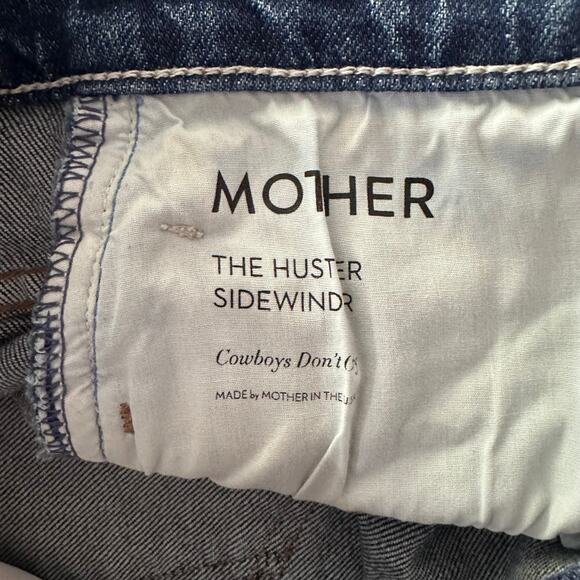 MOTHER
THE HUSTER
SIDEWINDR
Cowboys Don't
MADE by MOTHER IN THE